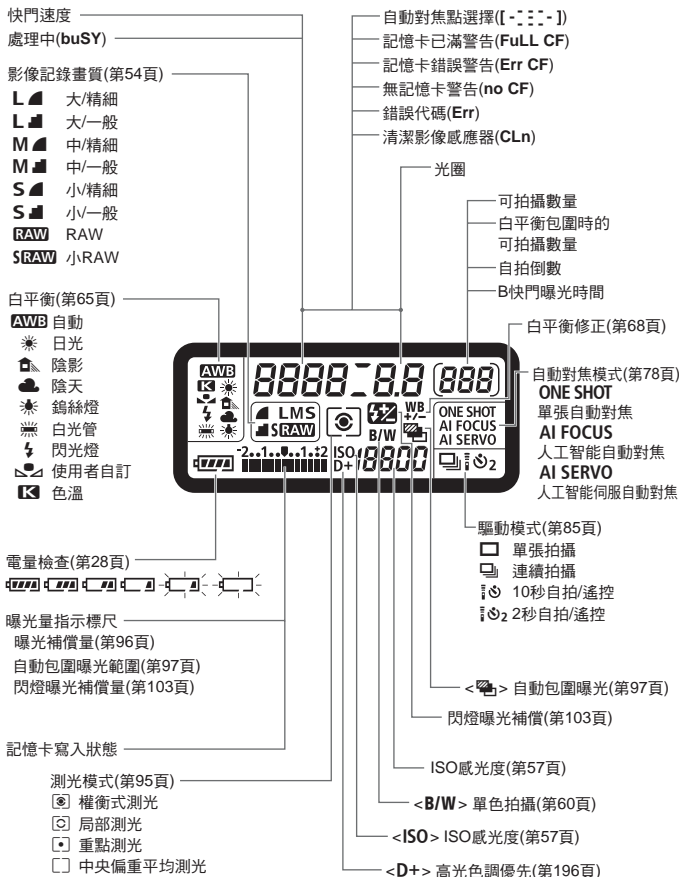 快門速度
處理中(buSY)
影像記錄畫質(第54頁)
L 大/精細
L 大/一般
M 中/精細
M 中/一般
S 小/精細
S 小/一般
RAW RAW
SRAW 小RAW
白平衡(第65頁)
AWB 自動
日光
陰影
陰天
鎢絲燈
白光管
閃光燈
使用者自訂
K 色溫
電量檢查(第28頁)
曝光量指示標尺
曝光補償量(第96頁)
自動包圍曝光範圍(第97頁)
閃燈曝光補償量(第103頁)
記憶卡寫入狀態
測光模式(第95頁)
權衡式測光
局部測光
重點測光
中央偏重平均測光
自動對焦點選擇([ - - ])
記憶卡已滿警告(FuLL CF)
記憶卡錯誤警告(Err CF)
無記憶卡警告(no CF)
錯誤代碼(Err)
清潔影像感應器(CLn)
光圈
可拍攝數量
白平衡包圍時的
可拍攝數量
自拍倒數
B快門曝光時間
白平衡修正(第68頁)
自動對焦模式(第78頁)
ONE SHOT
單張自動對焦
AI FOCUS
人工智能自動對焦
AI SERVO
人工智能伺服自動對焦
AWB 8888 8.8 (888)
K
L M S
S RAW
WB
+/-
B/W
ONE SHOT
AI FOCUS
AI SERVO
-2..1..0..1.+2 ISO
D+ 18800
2
驅動模式(第85頁)
單張拍攝
連續拍攝
10秒自拍/遙控
2 2秒自拍/遙控
< > 自動包圍曝光(第97頁)
閃燈曝光補償(第103頁)
ISO感光度(第57頁)
<B/W> 單色拍攝(第60頁)
<ISO> ISO感光度(第57頁)
<D+> 高光色調優先(第196頁)